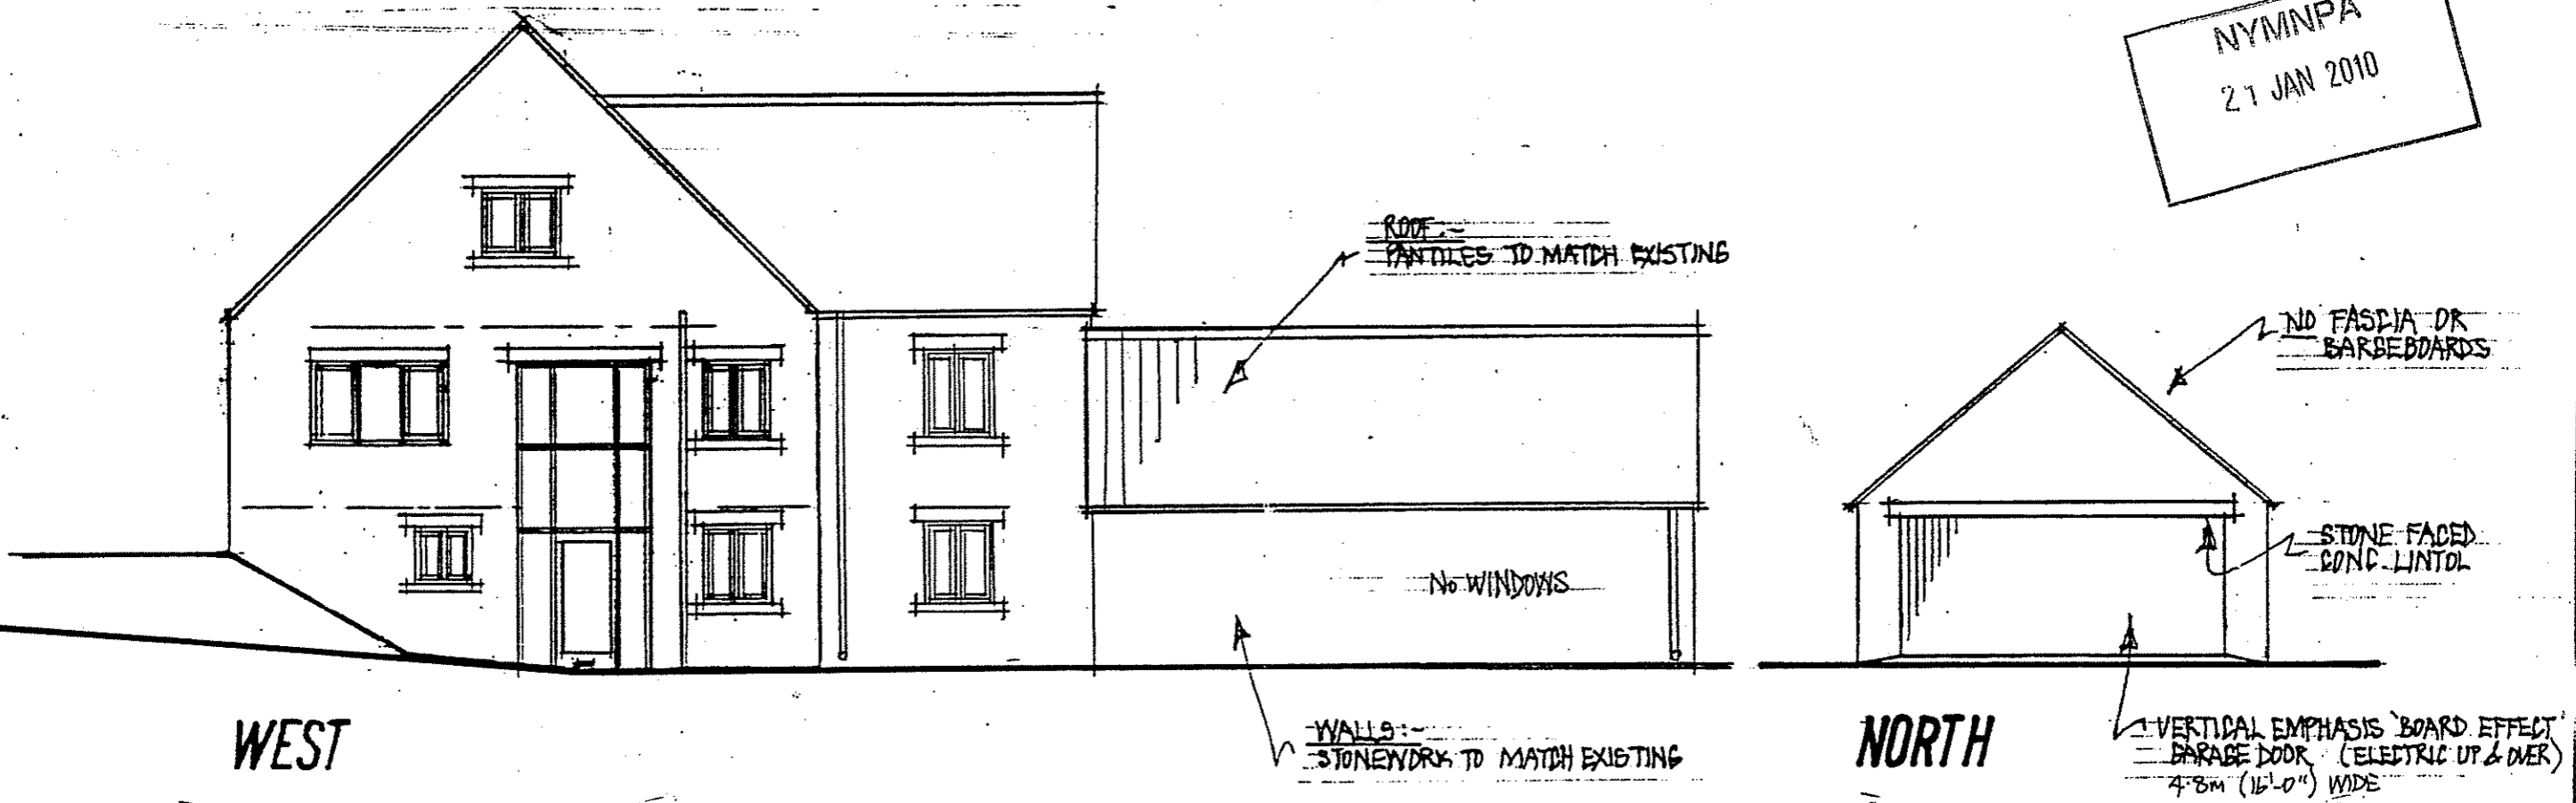 NYMNPA
21 JAN 2010
ROOF:-
PANTILES TO MATCH EXISTING
NO FASCIA OR
BARGEBOARDS
STONE FACED
CONC. LINTOL
No WINDOWS
WALLS:-
STONEWORK TO MATCH EXISTING
VERTICAL EMPHASIS 'BOARD EFFECT'
GARAGE DOOR (ELECTRIC UP & OVER)
4.8m (16'-0") WIDE
WEST
NORTH